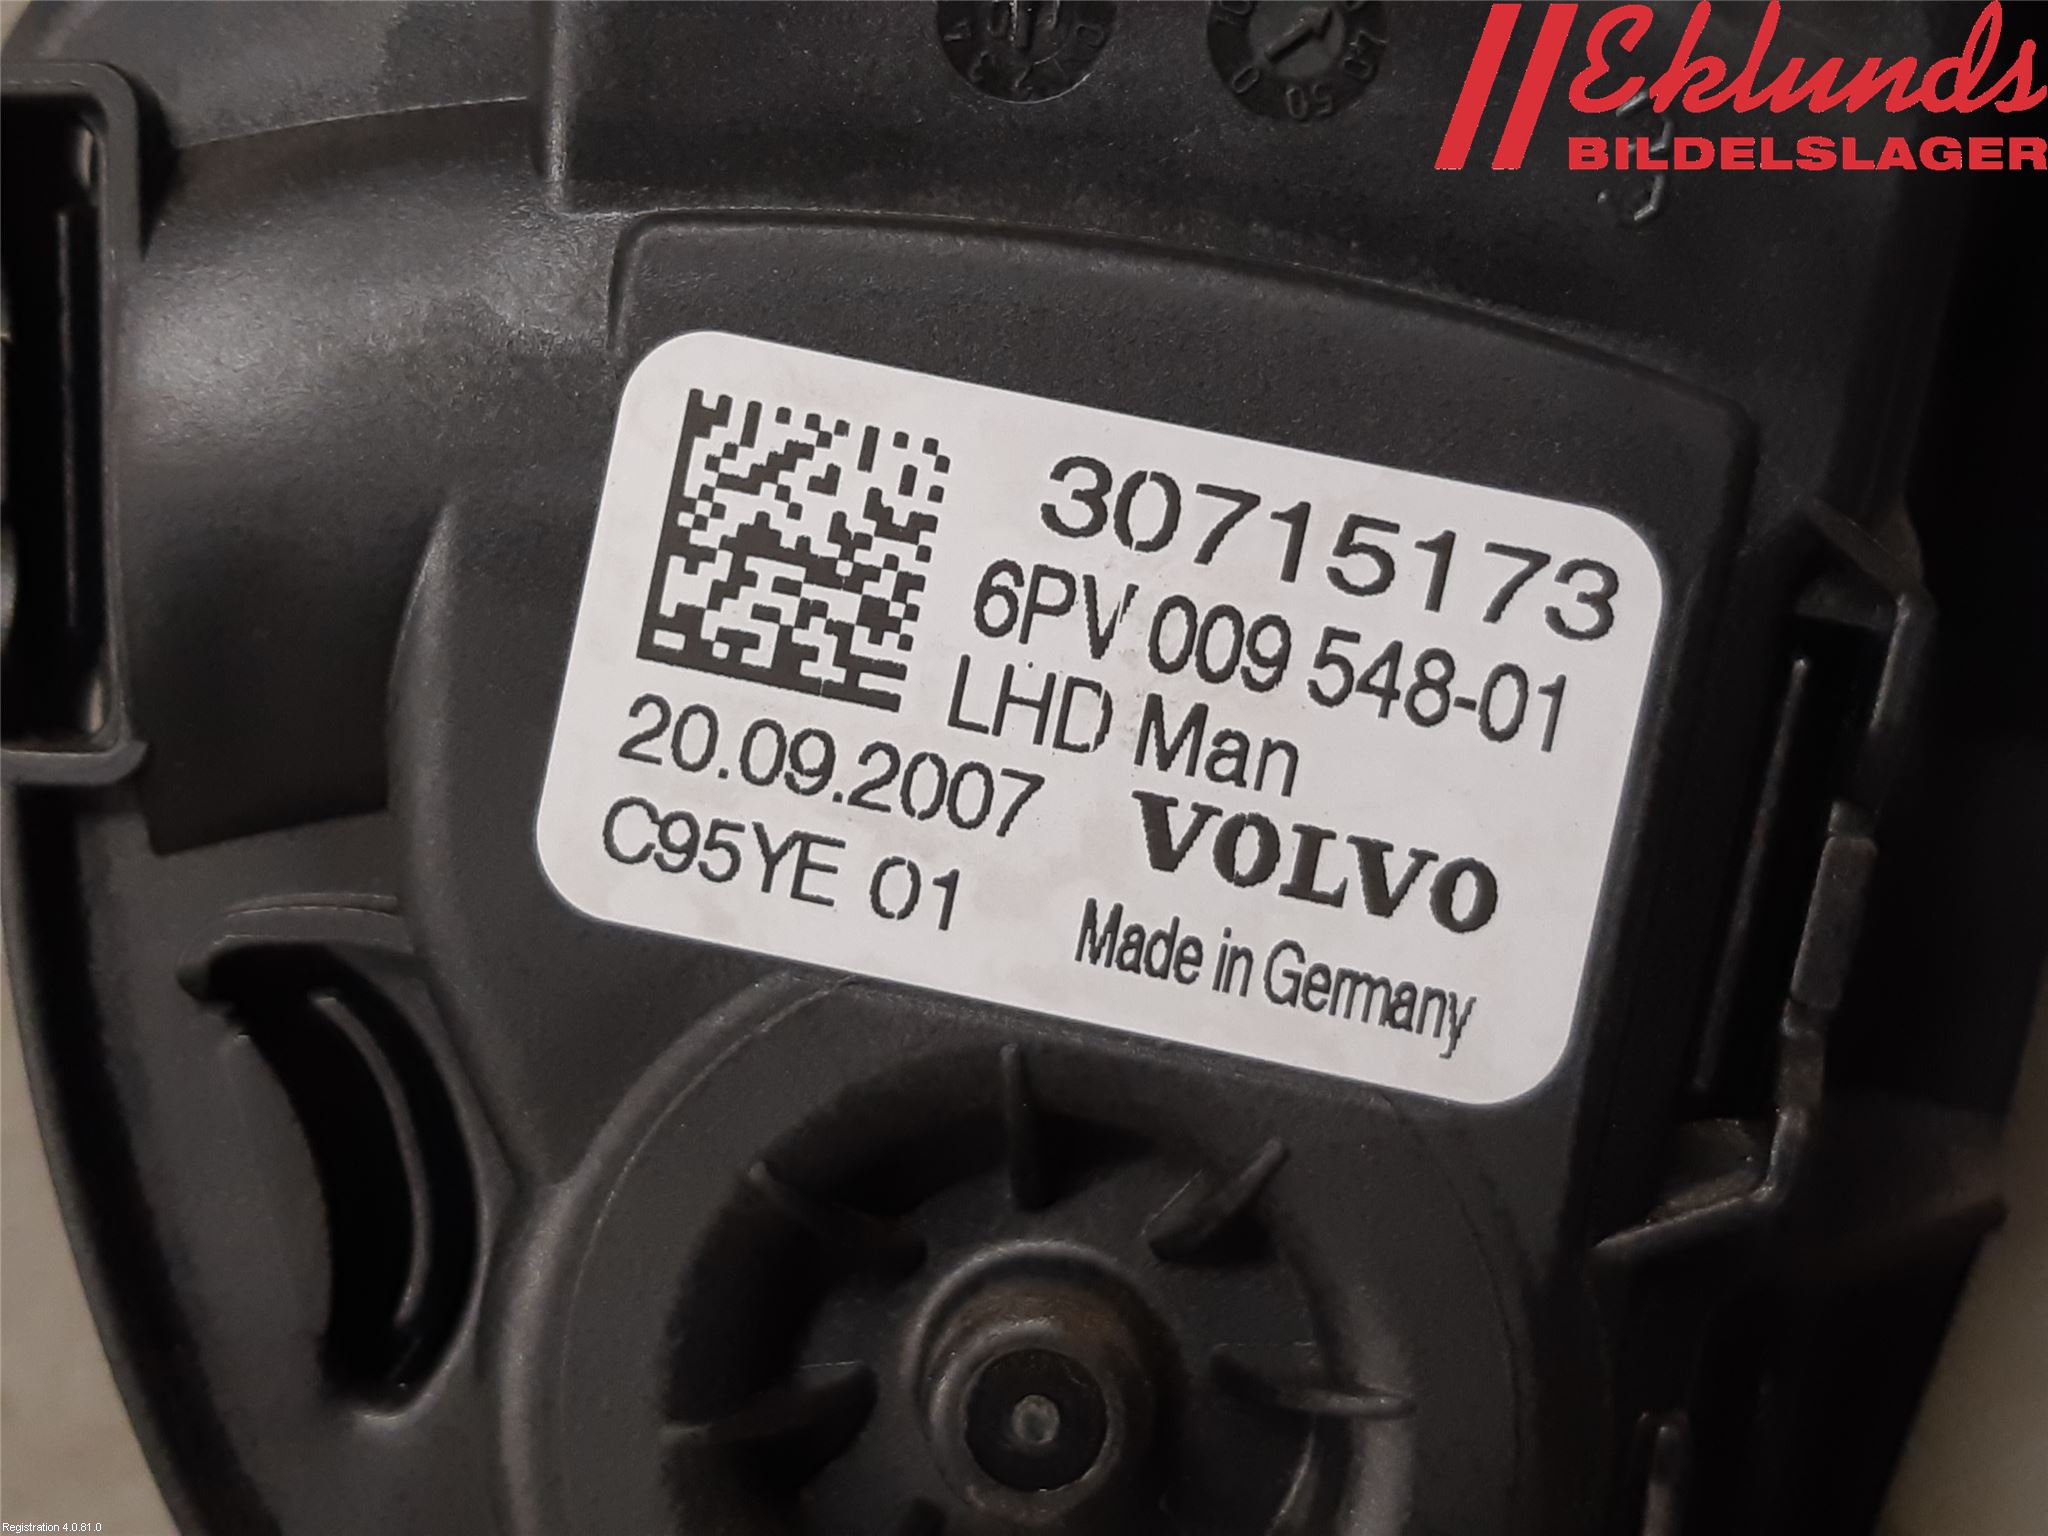 Eklunds
BILDELSLAGER
30715173
6PV 009 548-01
LHD Man
20.09.2007
VOLVO
C95YE 01
Made in Germany
Registration 4.0.81.0